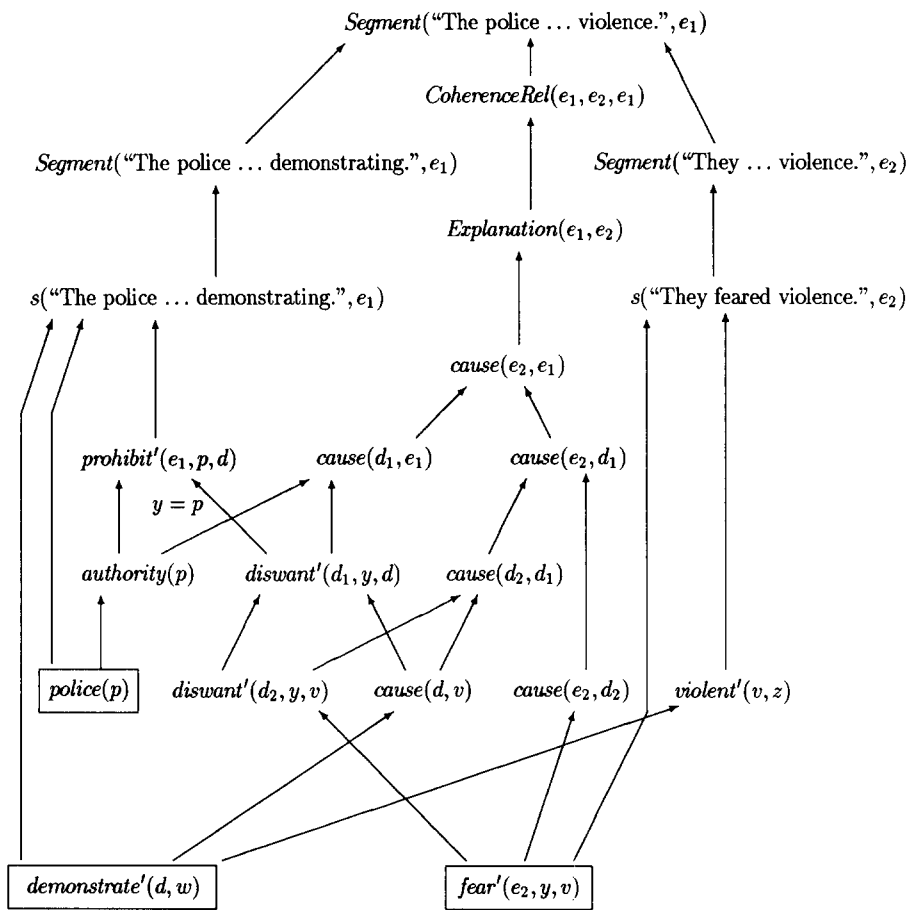 Segment(“The police ... violence.”, e₁)
CoherenceRel(e₁, e₂, e₁)
Segment(“The police ... demonstrating.”, e₁)
Segment(“They ... violence.”, e₂)
Explanation(e₁, e₂)
s(“The police ... demonstrating.”, e₁)
s(“They feared violence.”, e₂)
cause(e₂, e₁)
prohibit′(e₁, p, d)
cause(d₁, e₁)
cause(e₂, d₁)
y = p
authority(p)
diswant′(d₁, y, d)
cause(d₂, d₁)
police(p)
diswant′(d₂, y, v)
cause(d, v)
cause(e₂, d₂)
violent′(v, z)
demonstrate′(d, w)
fear′(e₂, y, v)